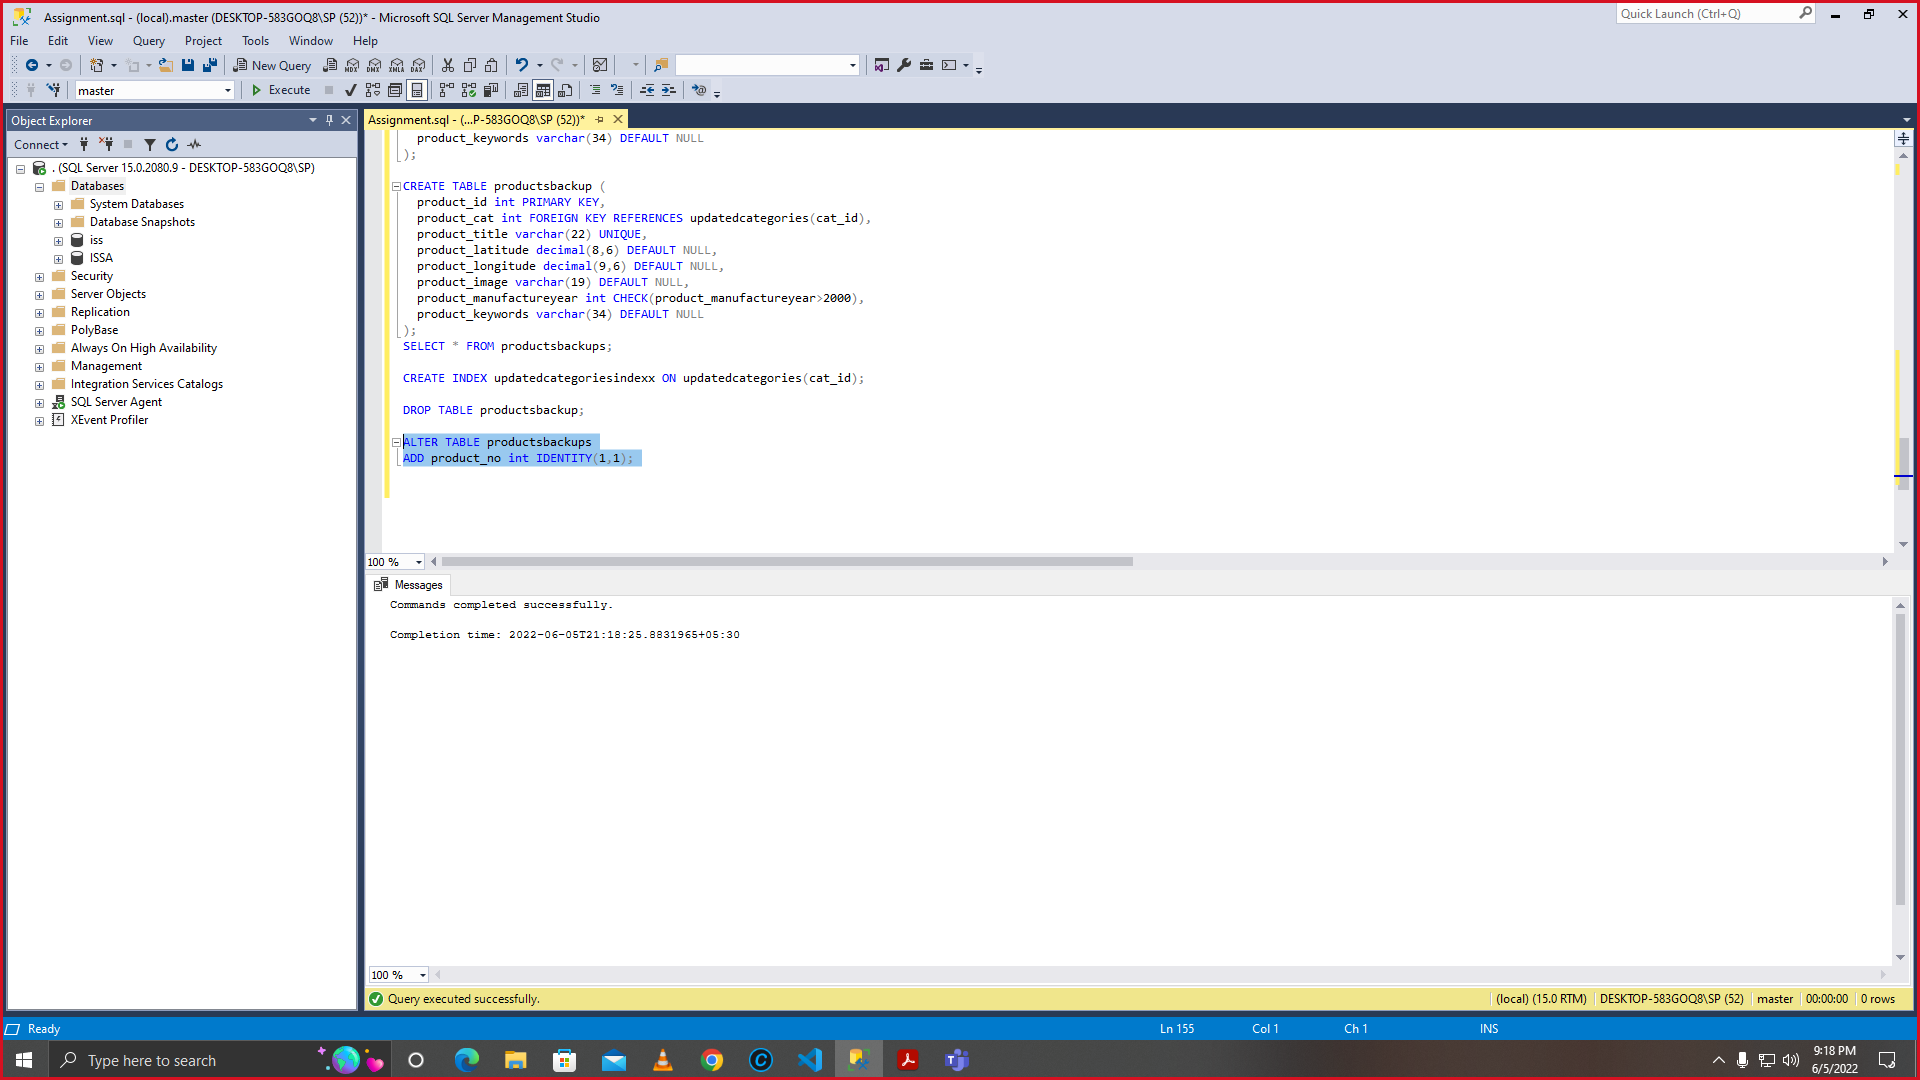 Assignment.sql - (local).master (DESKTOP-583GOQ8\SP (52))* - Microsoft SQL Server Management Studio
Quick Launch (Ctrl+Q)
File Edit View Query Project Tools Window Help
New Query
MDX DMX XMLA DAX
master
Execute
Object Explorer
Assignment.sql - (...P-583GOQ8\SP (52))*
Connect
. (SQL Server 15.0.2080.9 - DESKTOP-583GOQ8\SP)
Databases
System Databases
Database Snapshots
iss
ISSA
Security
Server Objects
Replication
PolyBase
Always On High Availability
Management
Integration Services Catalogs
SQL Server Agent
XEvent Profiler
product_keywords varchar(34) DEFAULT NULL
);
CREATE TABLE productsbackup (
product_id int PRIMARY KEY,
product_cat int FOREIGN KEY REFERENCES updatedcategories(cat_id),
product_title varchar(22) UNIQUE,
product_latitude decimal(8,6) DEFAULT NULL,
product_longitude decimal(9,6) DEFAULT NULL,
product_image varchar(19) DEFAULT NULL,
product_manufactureyear int CHECK(product_manufactureyear>2000),
product_keywords varchar(34) DEFAULT NULL
);
SELECT * FROM productsbackups;
CREATE INDEX updatedcategoriesindexx ON updatedcategories(cat_id);
DROP TABLE productsbackup;
ALTER TABLE productsbackups
ADD product_no int IDENTITY(1,1);
100 %
Messages
Commands completed successfully.
Completion time: 2022-06-05T21:18:25.8831965+05:30
100 %
Query executed successfully.
(local) (15.0 RTM) DESKTOP-583GOQ8\SP (52) master 00:00:00 0 rows
Ready
Ln 155 Col 1 Ch 1 INS
Type here to search
9:18 PM
6/5/2022